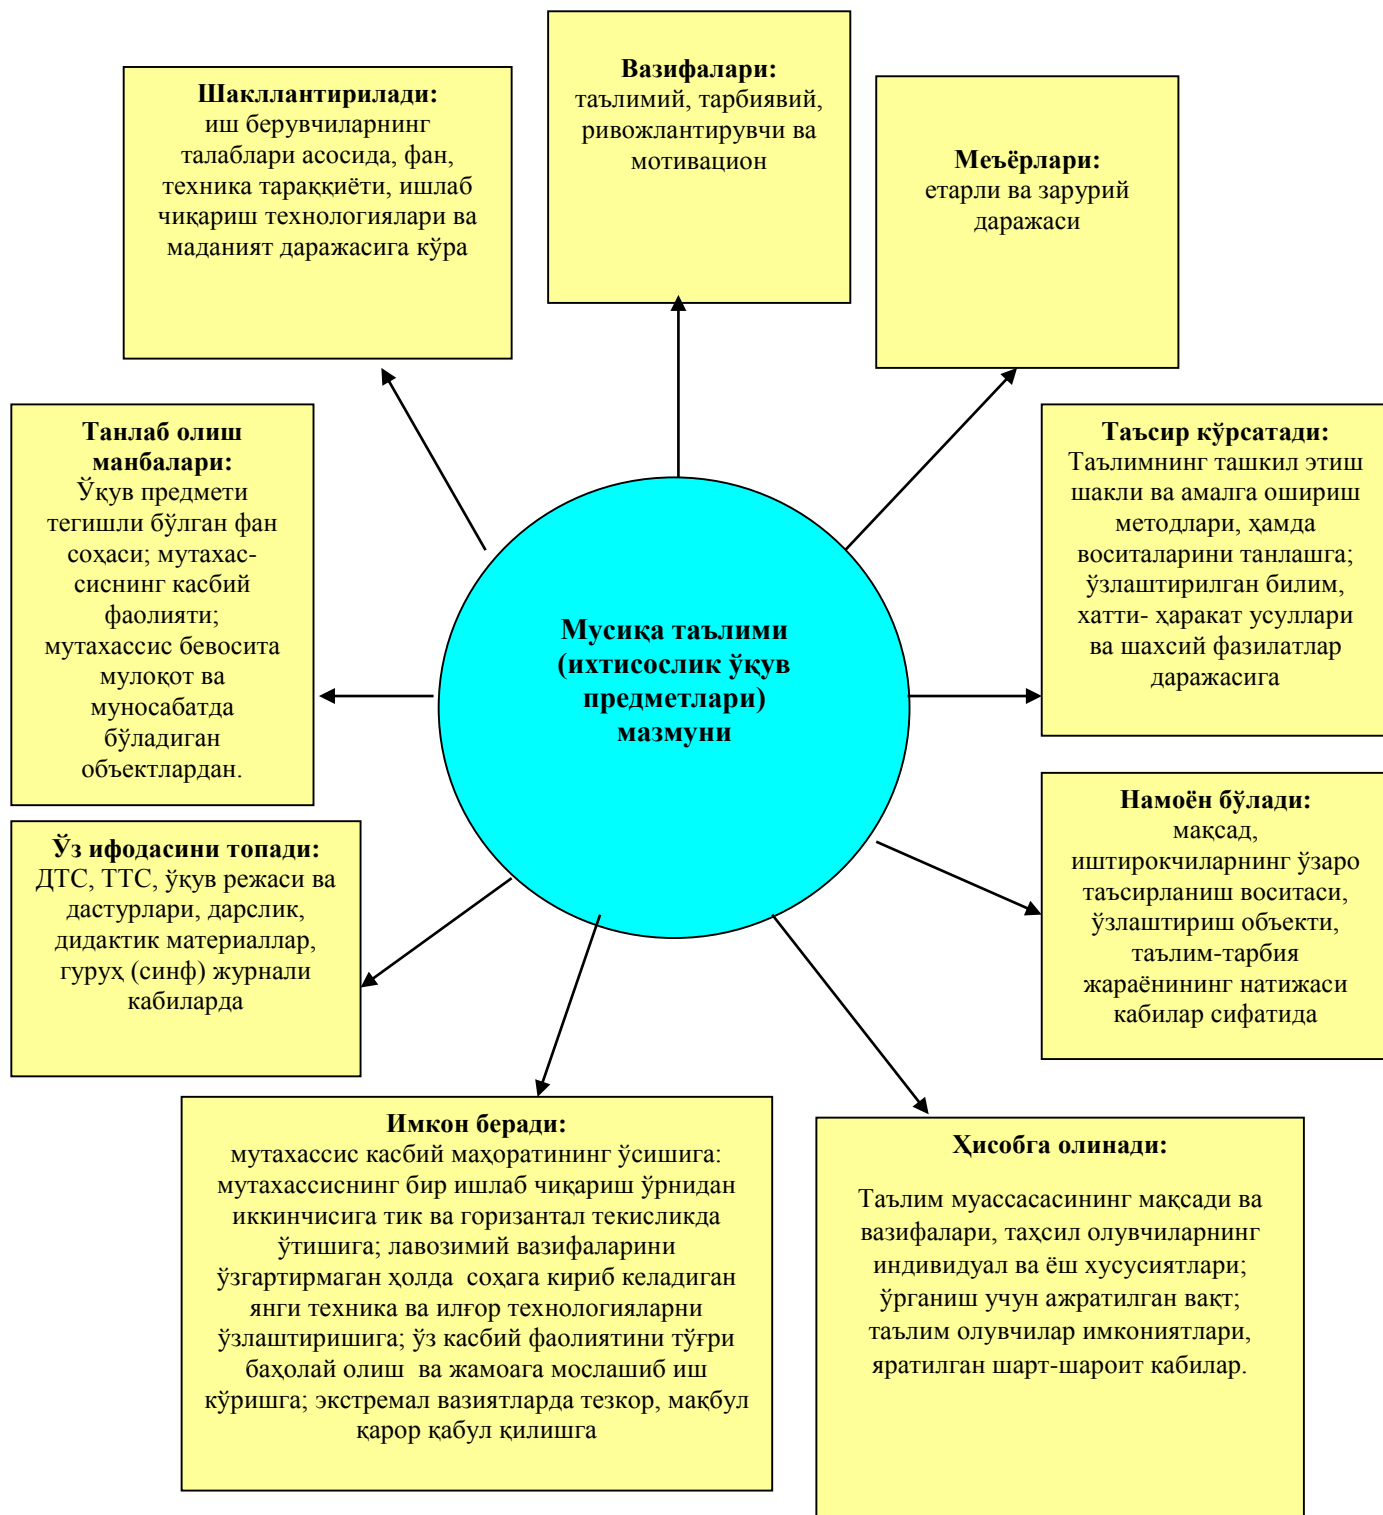 Вазифалари:
таълимий, тарбиявий,
ривожлантирувчи ва
мотивацион
Шакллантирилади:
иш берувчиларнинг
талаблари асосида, фан,
техника тараққиёти, ишлаб
чиқариш технологиялари ва
маданият даражасига кўра
Меъёрлари:
етарли ва зарурий
даражаси
Танлаб олиш
манбалари:
Ўқув предмети
тегишли бўлган фан
соҳаси; мутахас-
сиснинг касбий
фаолияти;
мутахассис бевосита
мулоқот ва
муносабатда
бўладиган
объектлардан.
Таъсир кўрсатади:
Таълимнинг ташкил этиш
шакли ва амалга ошириш
методлари, ҳамда
воситаларини танлашга;
ўзлаштирилган билим,
хатти- ҳаракат усуллари
ва шахсий фазилатлар
даражасига
Мусиқа таълими
(ихтисослик ўқув
предметлари)
мазмуни
Намоён бўлади:
мақсад,
иштирокчиларнинг ўзаро
таъсирланиш воситаси,
ўзлаштириш объекти,
таълим-тарбия
жараёнининг натижаси
кабилар сифатида
Ўз ифодасини топади:
ДТС, ТТС, ўқув режаси ва
дастурлари, дарслик,
дидактик материаллар,
гуруҳ (синф) журнали
кабиларда
Имкон беради:
мутахассис касбий маҳоратининг ўсишига:
мутахассиснинг бир ишлаб чиқариш ўрнидан
иккинчисига тик ва горизантал текисликда
ўтишига; лавозимий вазифаларини
ўзгартирмаган ҳолда соҳага кириб келадиган
янги техника ва илғор технологияларни
ўзлаштиришига; ўз касбий фаолиятини тўғри
баҳолай олиш ва жамоага мослашиб иш
кўришга; экстремал вазиятларда тезкор, мақбул
қарор қабул қилишга
Ҳисобга олинади:
Таълим муассасасининг мақсади ва
вазифалари, таҳсил олувчиларнинг
индивидуал ва ёш хусусиятлари;
ўрганиш учун ажратилган вақт;
таълим олувчилар имкониятлари,
яратилган шарт-шароит кабилар.